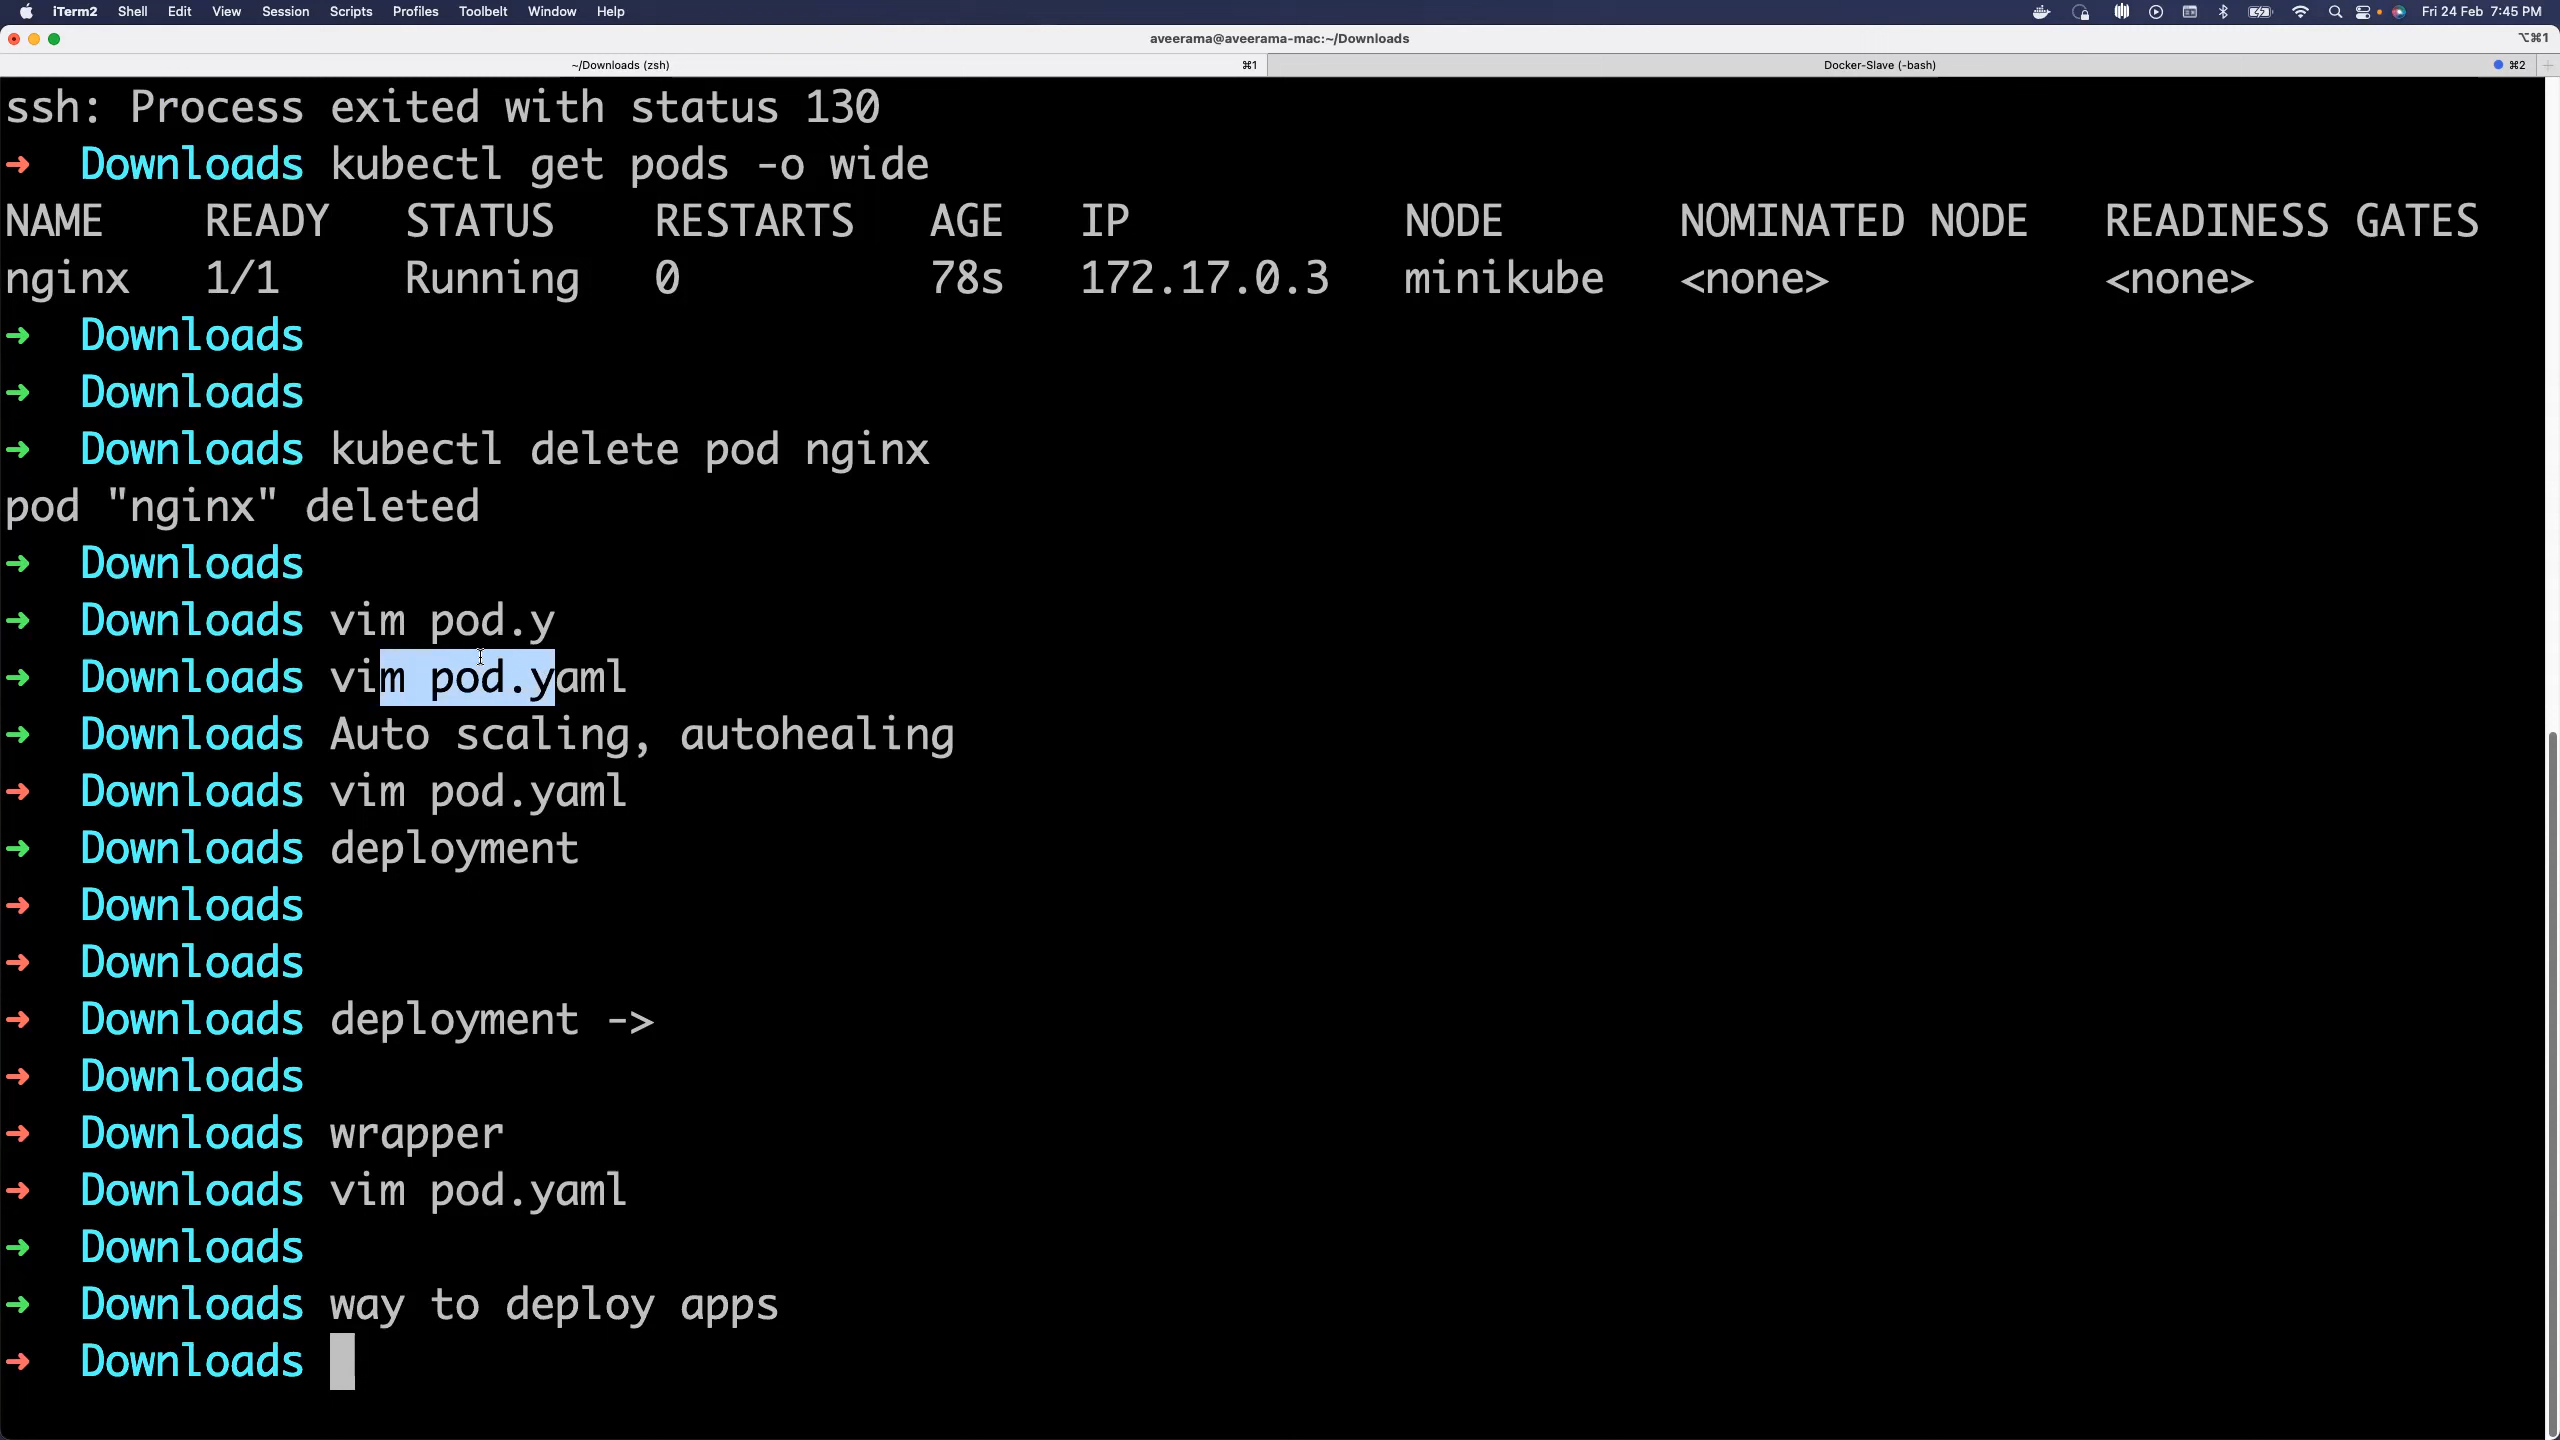 iTerm2 Shell Edit View Session Scripts Profiles Toolbelt Window Help Fri 24 Feb 7:45 PM
aveerama@aveerama-mac:~/Downloads ⌥⌘1
~/Downloads (zsh) ⌘1 Docker-Slave (-bash) ⌘2
ssh: Process exited with status 130
➜ Downloads kubectl get pods -o wide
NAME READY STATUS RESTARTS AGE IP NODE NOMINATED NODE READINESS GATES
nginx 1/1 Running 0 78s 172.17.0.3 minikube <none> <none>
➜ Downloads
➜ Downloads
➜ Downloads kubectl delete pod nginx
pod "nginx" deleted
➜ Downloads
➜ Downloads vim pod.y
➜ Downloads vim pod.yaml
➜ Downloads Auto scaling, autohealing
➜ Downloads vim pod.yaml
➜ Downloads deployment
➜ Downloads
➜ Downloads
➜ Downloads deployment ->
➜ Downloads
➜ Downloads wrapper
➜ Downloads vim pod.yaml
➜ Downloads
➜ Downloads way to deploy apps
➜ Downloads